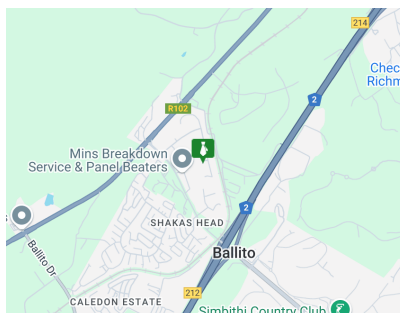 214
Chec
Richm
2
R102
Mins Breakdown
Service & Panel Beaters
s
2
SHAKAS HEAD
Ballito Dr
Ballito
212
CALEDON ESTATE
Simbithi Country Club